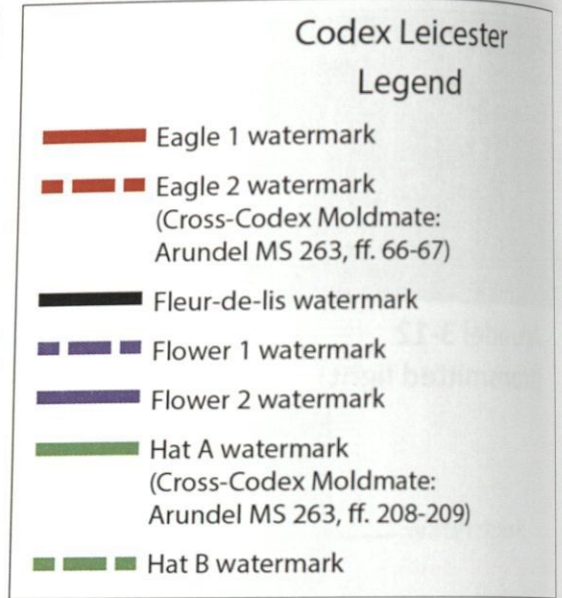 Codex Leicester
Legend
Eagle 1 watermark
Eagle 2 watermark
(Cross-Codex Moldmate:
Arundel MS 263, ff. 66-67)
Fleur-de-lis watermark
Flower 1 watermark
Flower 2 watermark
Hat A watermark
(Cross-Codex Moldmate:
Arundel MS 263, ff. 208-209)
Hat B watermark